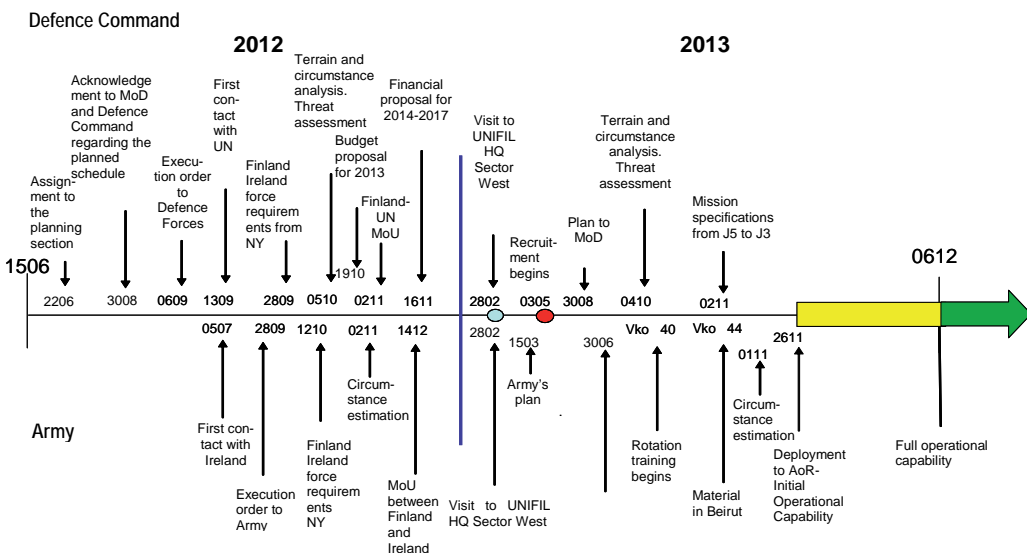 Defence Command
2012
2013
Acknowledge
ment to MoD
and Defence
Command
regarding the
planned
schedule
First
con-
tact with
UN
Terrain and
circumstance
analysis.
Threat
assessment
Financial
proposal for
2014-2017
Visit to
UNIFIL
HQ
Sector
West
Terrain and
circumstance
analysis.
Threat
assessment
Assign-
ment to
the
planning
section
Execu-
tion order
to
Defence
Forces
Finland
Ireland
force
requirem
ents from
NY
Budget
proposal
for 2013
Finland-
UN
MoU
Recruit-
ment
begins
Plan to
MoD
Mission
specifications
from J5 to J3
1506
2206
3008
0609
1309
2809
0510
1910
0211
1611
2802
0305
3008
0410
0211
0612
0507
2809
1210
0211
1412
2802
1503
3006
Vko 40
Vko 44
0111
2611
Army
First con-
tact with
Ireland
Execution
order to
Army
Finland
Ireland
force
requirem
ents
NY
Circum-
stance
estimation
MoU
between
Finland
and
Ireland
Visit to UNIFIL
HQ Sector West
Army's
plan
.
Rotation
training
begins
Material
in Beirut
Circum-
stance
estimation
Deployment
to AoR-
Initial
Operational
Capability
Full operational
capability